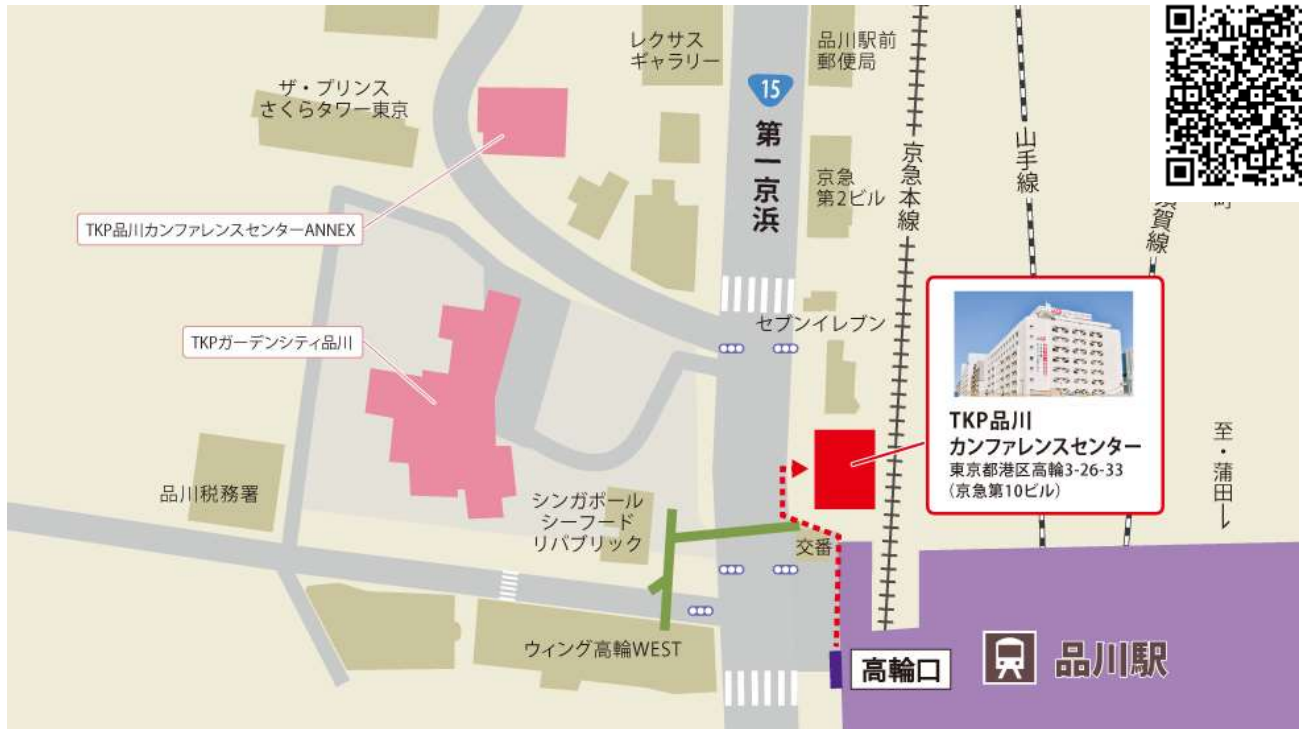 レクサス
ギャラリー
品川駅前
郵便局
ザ・プリンス
さくらタワー東京
15
第一京浜
京急
第2ビル
京急本線
山手線
賀線
町
TKP品川カンファレンスセンターANNEX
セブンイレブン
TKPガーデンシティ品川
TKP品川
カンファレンスセンター
東京都港区高輪3-26-33
(京急第10ビル)
至・蒲田
品川税務署
シンガポール
シーフード
リパブリック
交番
ウィング高輪WEST
高輪口
品川駅